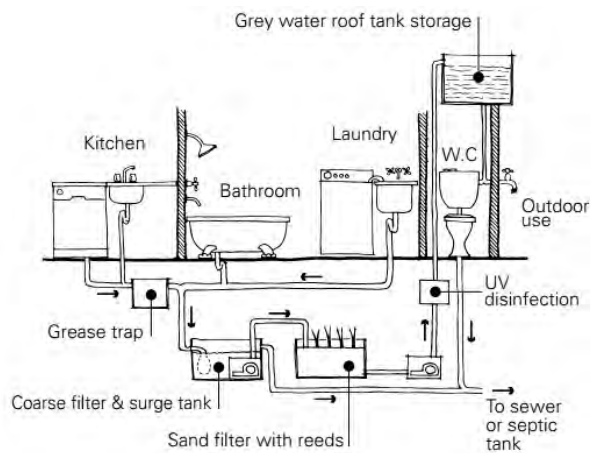 Grey water roof tank storage
Kitchen
Laundry
W.C
Bathroom
Outdoor
use
UV
disinfection
Grease trap
Coarse filter & surge tank
To sewer
or septic
tank
Sand filter with reeds